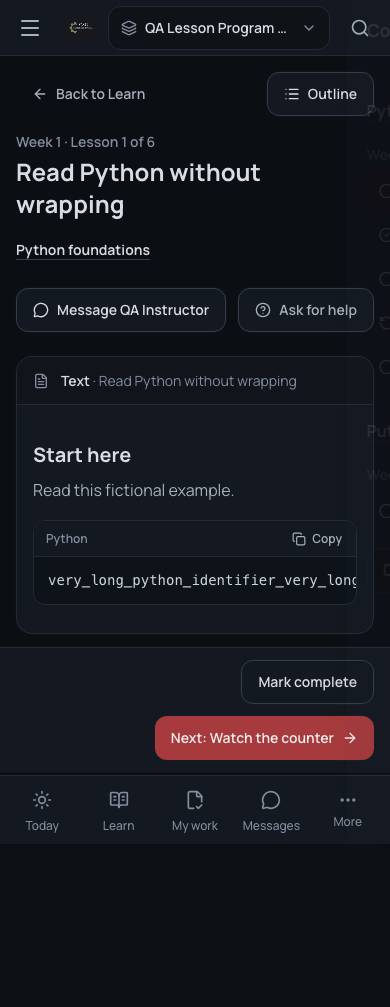 QA Lesson Program ...
Back to Learn
Outline
Week 1 · Lesson 1 of 6
Read Python without
wrapping
Python foundations
Message QA Instructor
Ask for help
Text · Read Python without wrapping
Start here
Read this fictional example.
Python
Copy
very_long_python_identifier_very_long
Mark complete
Next: Watch the counter
Today
Learn
My work
Messages
More